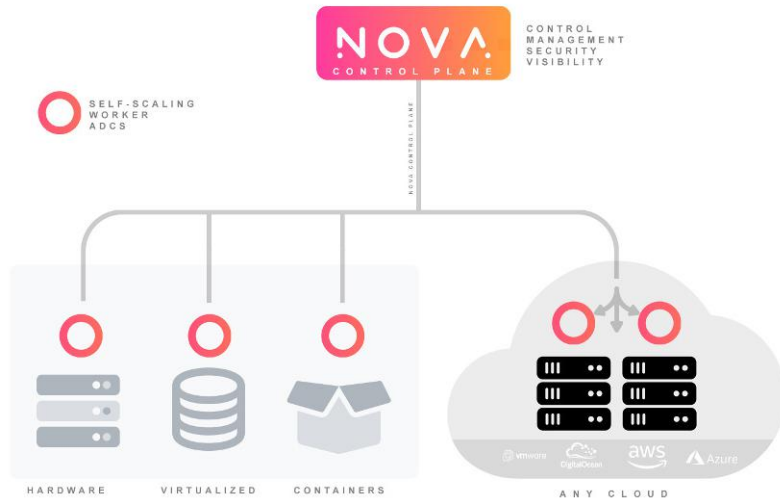 NOVA
CONTROL PLANE
CONTROL
MANAGEMENT
SECURITY
VISIBILITY
SELF-SCALING
WORKER
ADCS
NOVA CONTROL PLANE
vmware
DigitalOcean
aws
Azure
HARDWARE
VIRTUALIZED
CONTAINERS
ANY CLOUD